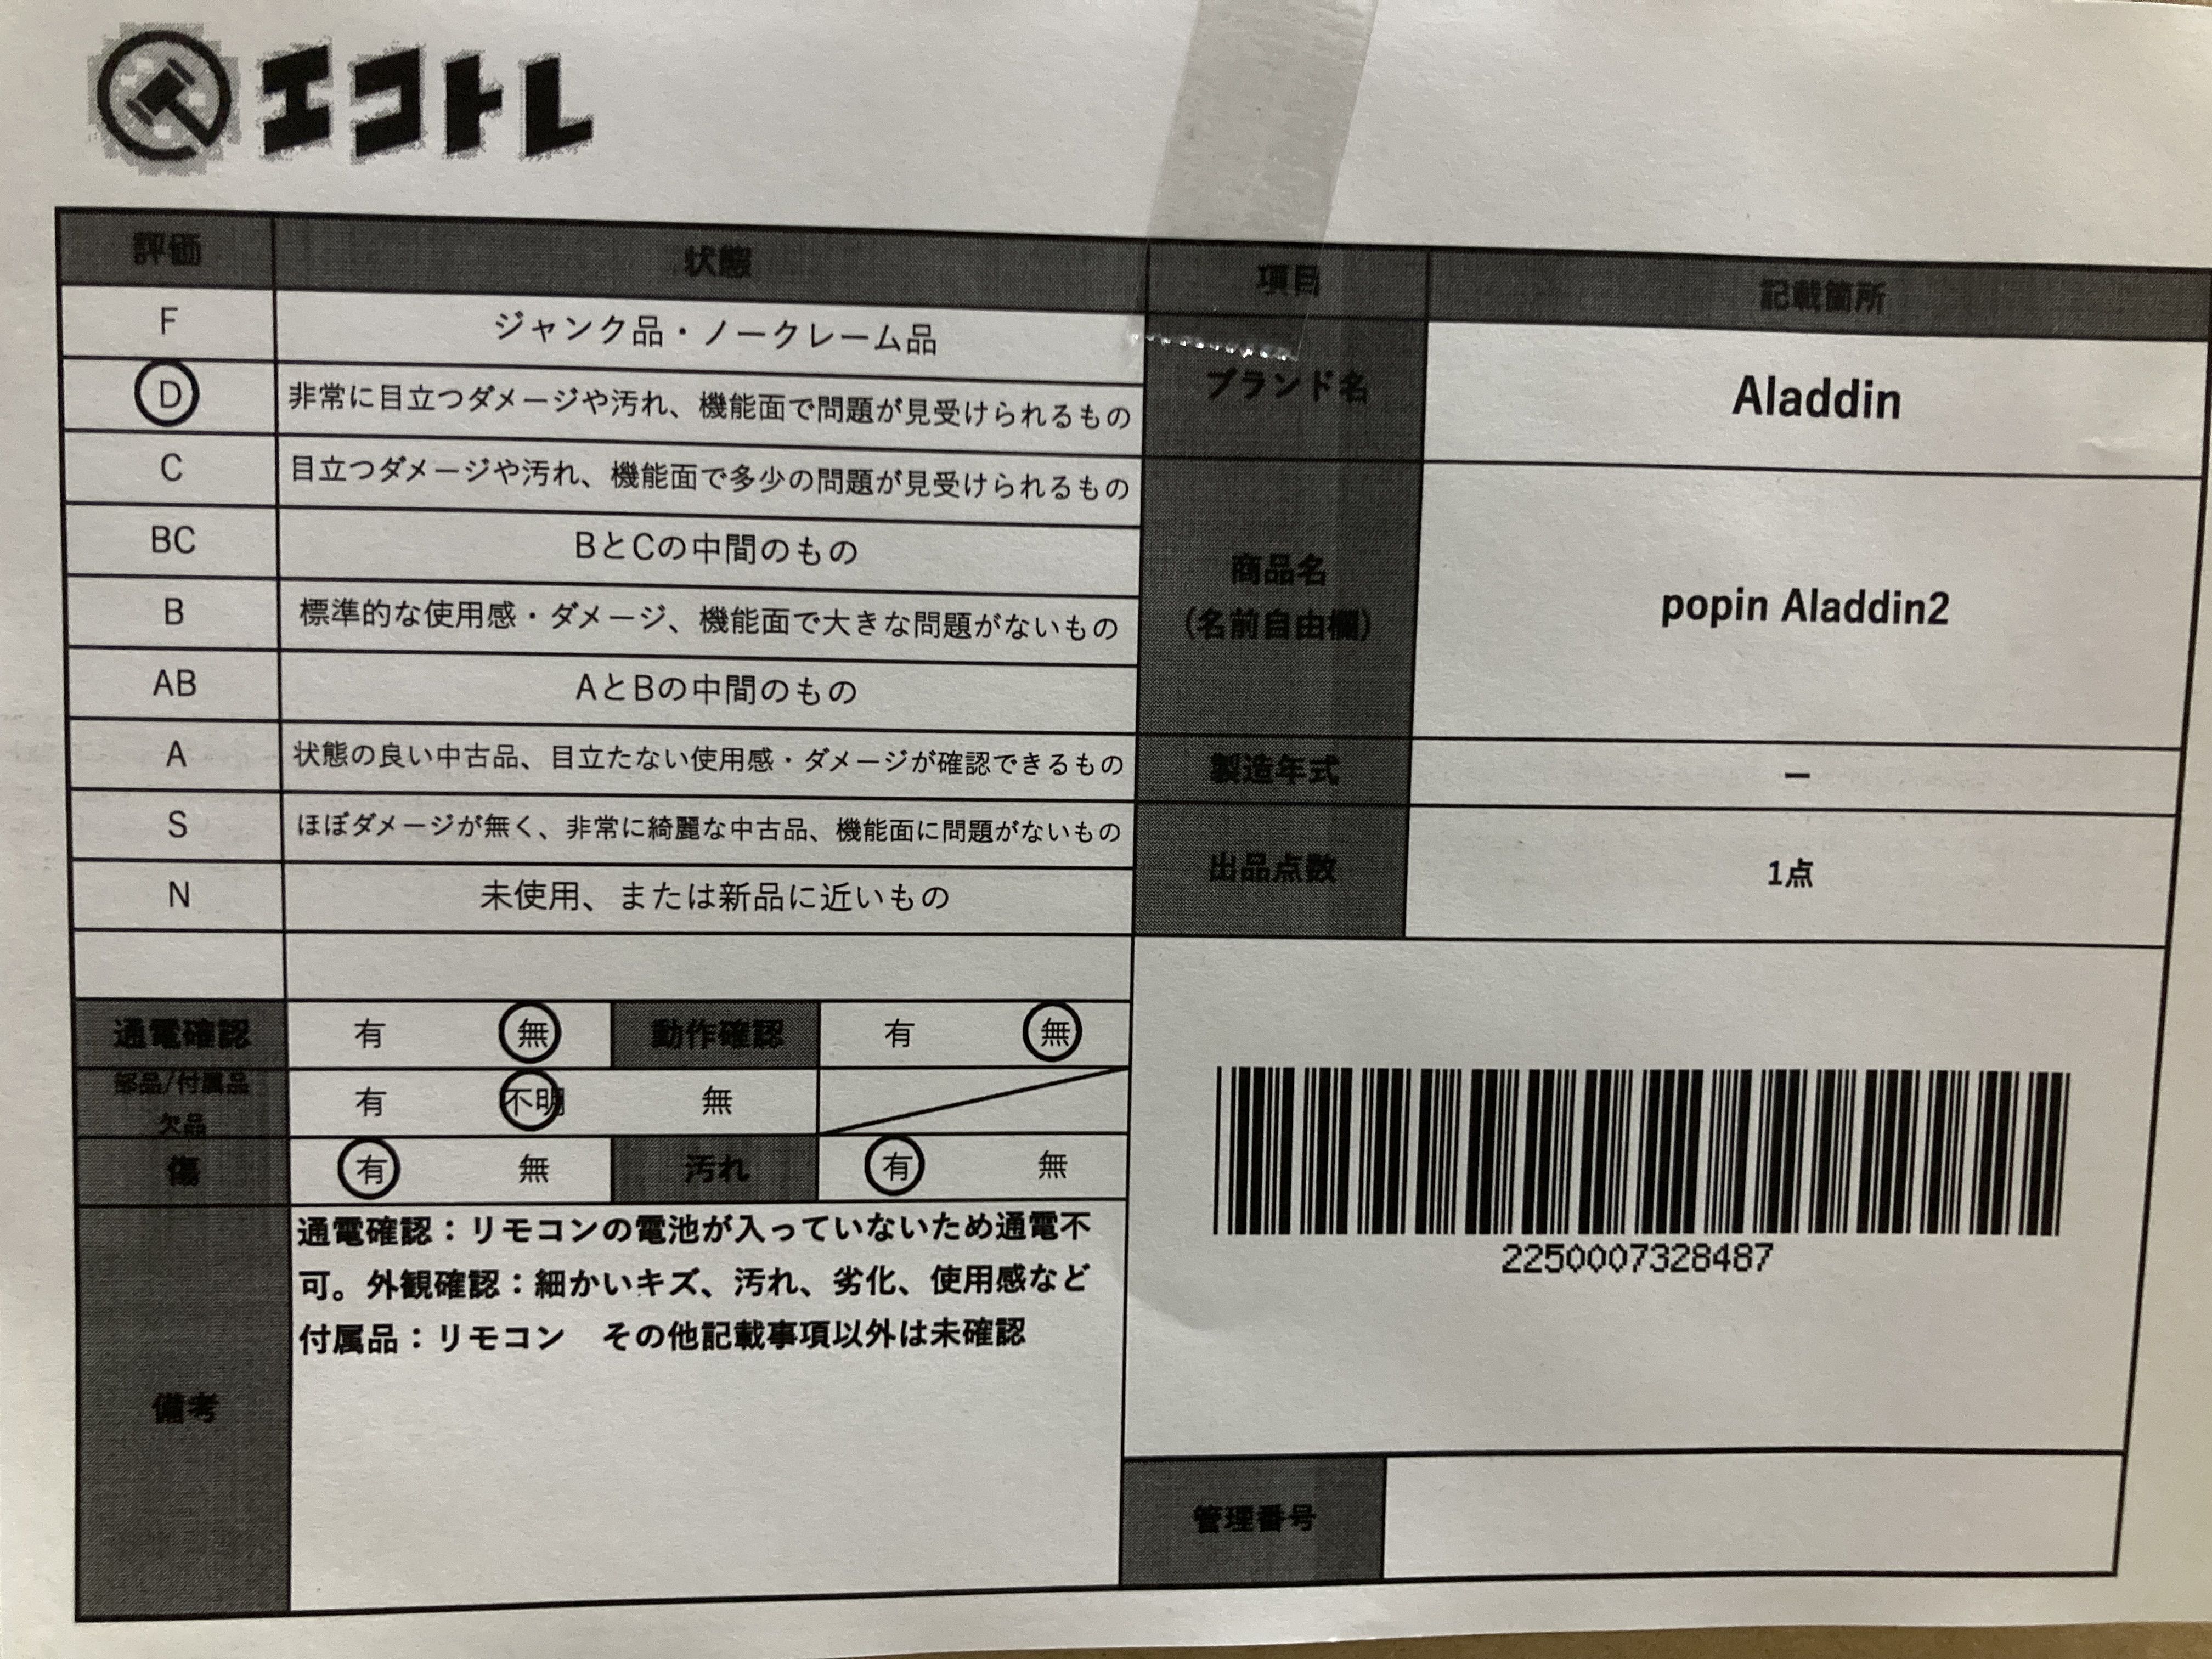 エコトレ
評価 状態 項目 記載箇所
F ジャンク品・ノークレーム品
D 非常に目立つダメージや汚れ、機能面で問題が見受けられるもの
ブランド名 Aladdin
C 目立つダメージや汚れ、機能面で多少の問題が見受けられるもの
BC BとCの中間のもの
商品名
(名前自由欄)
popin Aladdin2
B 標準的な使用感・ダメージ、機能面で大きな問題がないもの
AB AとBの中間のもの
A 状態の良い中古品、目立たない使用感・ダメージが確認できるもの
製造年式 ー
S ほぼダメージが無く、非常に綺麗な中古品、機能面に問題がないもの
出品点数 1点
N 未使用、または新品に近いもの
通電確認 有 無 動作確認 有 無
部品/付属品
欠品
有 不明 無
傷 有 無 汚れ 有 無
備考
通電確認：リモコンの電池が入っていないため通電不
可。外観確認：細かいキズ、汚れ、劣化、使用感など
付属品：リモコン　その他記載事項以外は未確認
2250007328487
管理番号